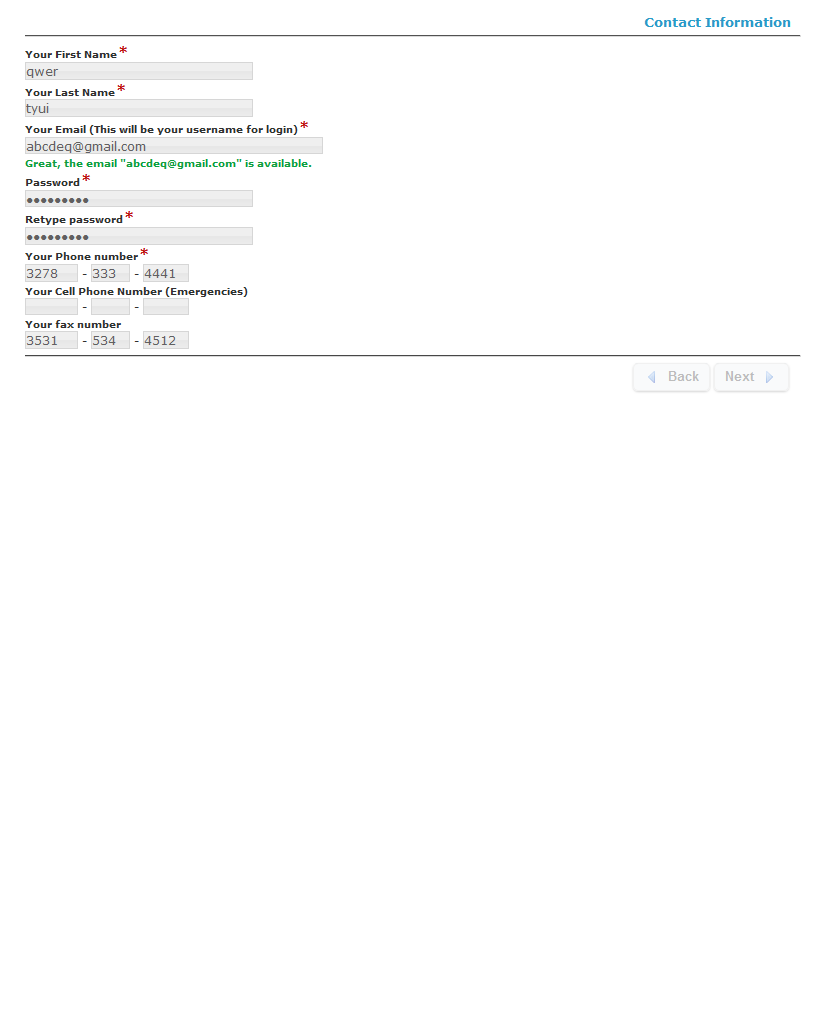 Contact Information
Your First Name *
qwer
Your Last Name *
tyui
Your Email (This will be your username for login) *
abcdeq@gmail.com
Great, the email "abcdeq@gmail.com" is available.
Password *
•••••••••
Retype password *
•••••••••
Your Phone number *
3278 - 333 - 4441
Your Cell Phone Number (Emergencies)
- -
Your fax number
3531 - 534 - 4512
Back Next